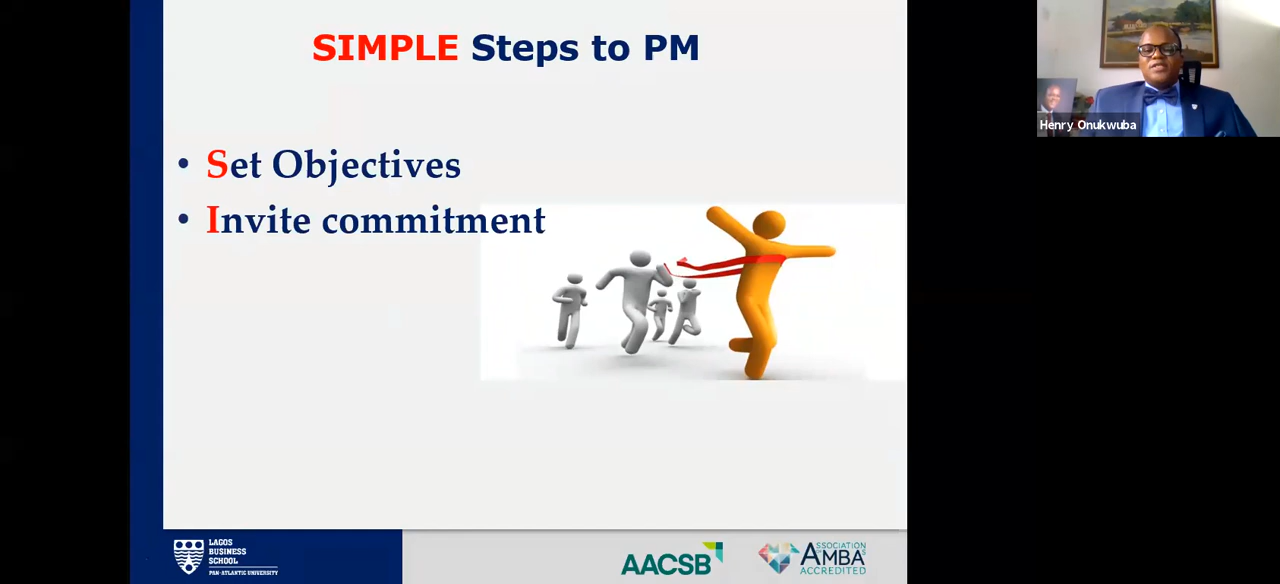 SIMPLE Steps to PM
• Set Objectives
• Invite commitment
Henry Onukwuba
LAGOS
BUSINESS
SCHOOL
PAN-ATLANTIC UNIVERSITY
AACSB
ASSOCIATION
AMBA
ACCREDITED